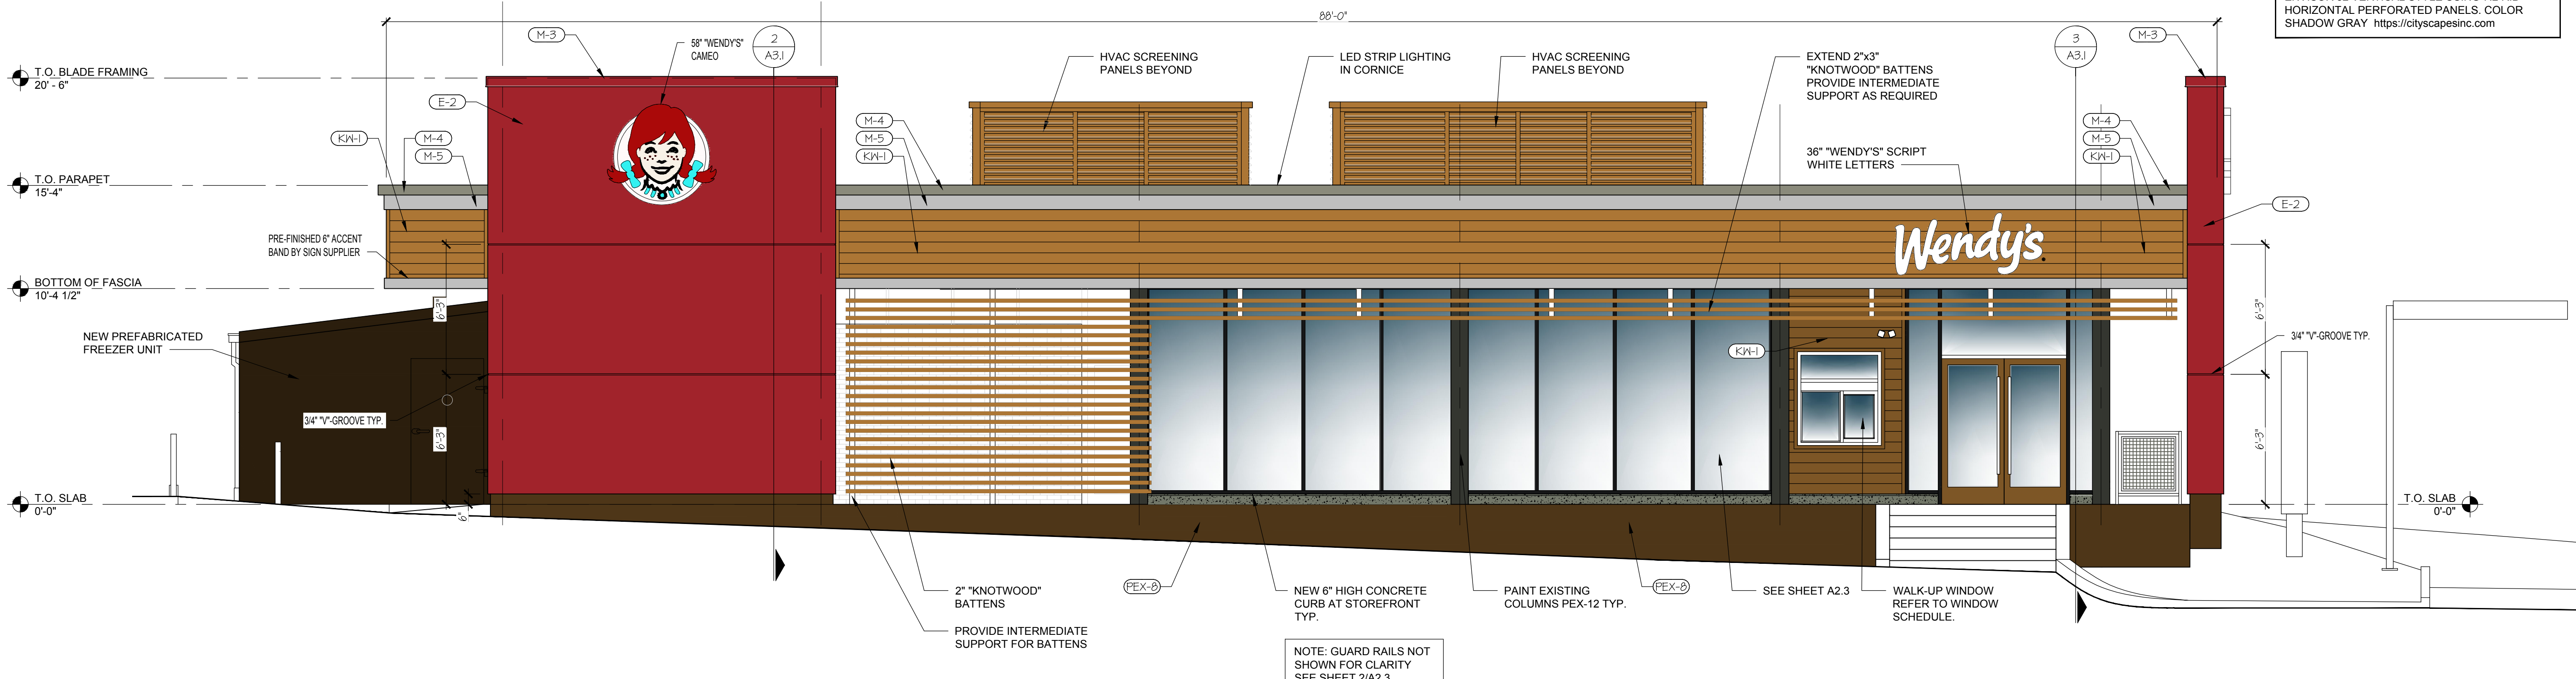 HORIZONTAL PERFORATED PANELS. COLOR
SHADOW GRAY https://cityscapesinc.com
88'-0"
M-3
58" "WENDY'S"
CAMEO
2
A3.1
HVAC SCREENING
PANELS BEYOND
LED STRIP LIGHTING
IN CORNICE
HVAC SCREENING
PANELS BEYOND
EXTEND 2"x3"
"KNOTWOOD" BATTENS
PROVIDE INTERMEDIATE
SUPPORT AS REQUIRED
3
A3.1
M-3
T.O. BLADE FRAMING
20' - 6"
E-2
KW-1
M-4
M-5
M-4
M-5
KW-1
36" "WENDY'S" SCRIPT
WHITE LETTERS
M-4
M-5
KW-1
T.O. PARAPET
15'-4"
E-2
PRE-FINISHED 6" ACCENT
BAND BY SIGN SUPPLIER
Wendy's
BOTTOM OF FASCIA
10'-4 1/2"
6'-3"
6'-3"
NEW PREFABRICATED
FREEZER UNIT
3/4" "V"-GROOVE TYP.
KW-1
3/4" "V"-GROOVE TYP.
6'-3"
6'-3"
T.O. SLAB
0'-0"
6"
T.O. SLAB
0'-0"
2" "KNOTWOOD"
BATTENS
PROVIDE INTERMEDIATE
SUPPORT FOR BATTENS
PEX-8
NEW 6" HIGH CONCRETE
CURB AT STOREFRONT
TYP.
PAINT EXISTING
COLUMNS PEX-12 TYP.
PEX-8
SEE SHEET A2.3
WALK-UP WINDOW
REFER TO WINDOW
SCHEDULE.
NOTE: GUARD RAILS NOT
SHOWN FOR CLARITY
SEE SHEET 2/A2.3